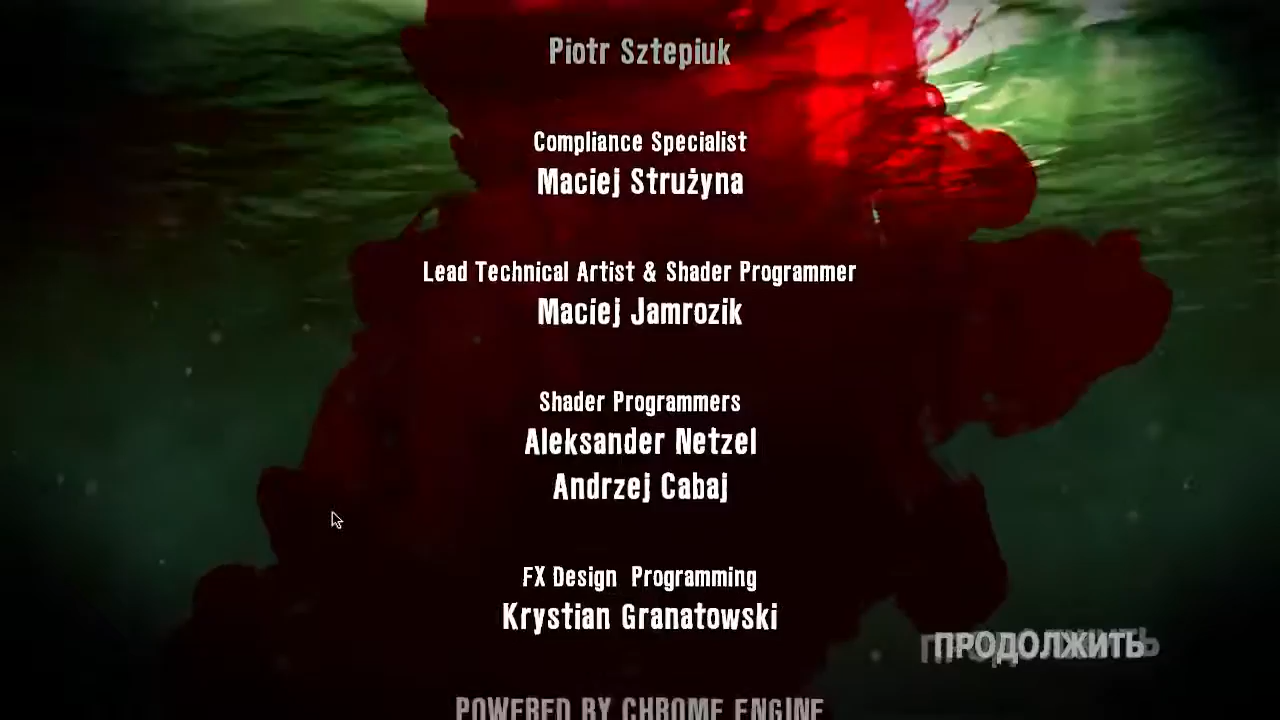 Piotr Sztepiuk
Compliance Specialist
Maciej Strużyna
Lead Technical Artist & Shader Programmer
Maciej Jamrozik
Shader Programmers
Aleksander Netzel
Andrzej Cabaj
FX Design Programming
Krystian Granatowski
ПРОДОЛЖИТЬ
POWERED BY CHROME ENGINE